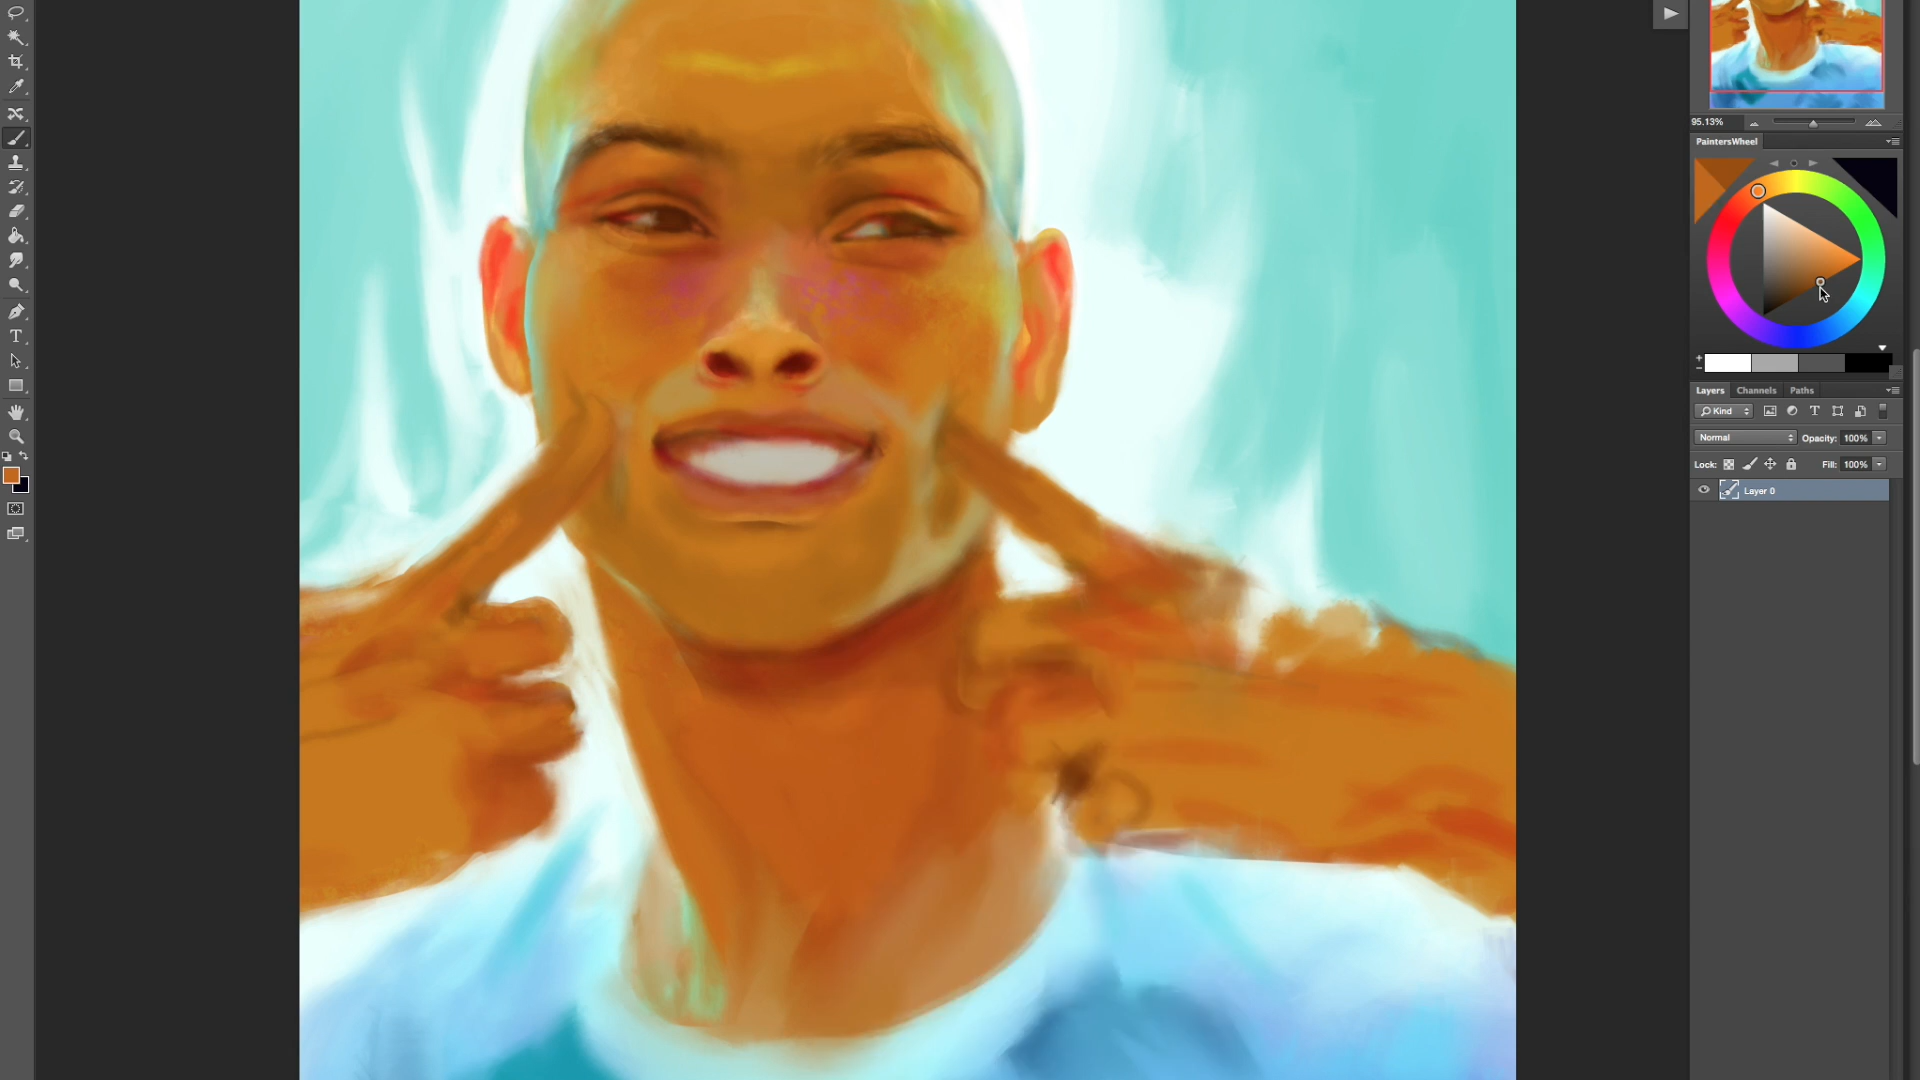 95.13%
PaintersWheel
Layers Channels Paths
Kind T
Normal Opacity: 100%
Lock: Fill: 100%
Layer 0
T